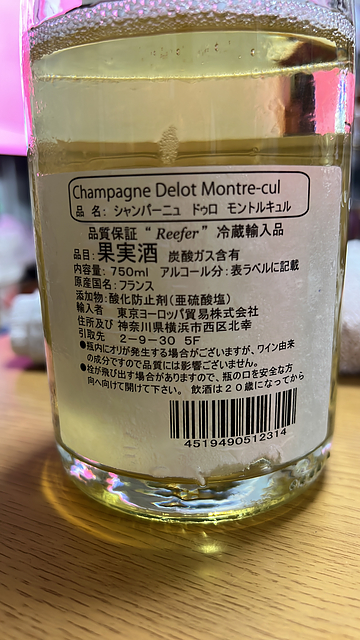 Champagne Delot Montre-cul
品 名: シャンパーニュ ドゥロ モントルキュル
品質保証 “ Reefer ” 冷蔵輸入品
品目: 果実酒 炭酸ガス含有
内容量: 750ml アルコール分: 表ラベルに記載
原産国名: フランス
添加物: 酸化防止剤(亜硫酸塩)
輸入者 東京ヨーロッパ貿易株式会社
住所及び 神奈川県横浜市西区北幸
引取先 2-9-30 5F
●瓶内にオリが発生する場合がございますが、ワイン由来
の成分ですので品質には影響ございません。
●栓が飛び出す場合がありますので、瓶の口を安全な方
向へ向けて開けて下さい。 飲酒は20歳になってから
4519490512314